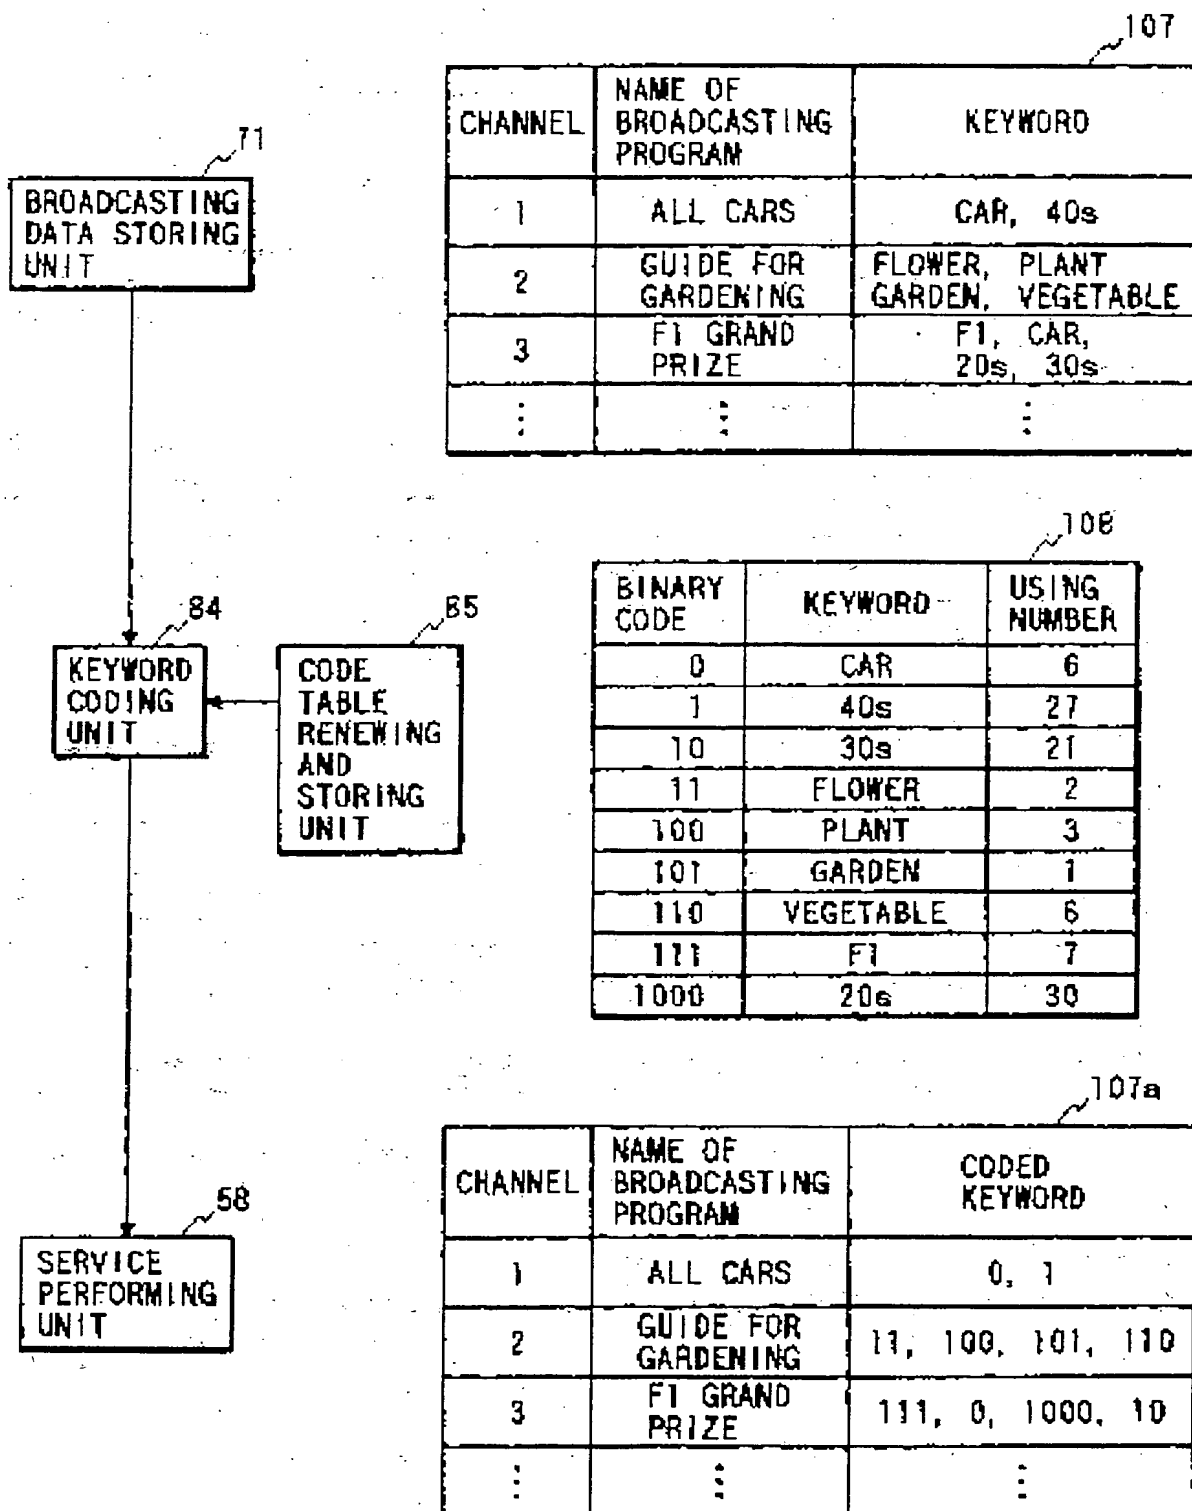 107
CHANNEL
NAME OF
BROADCASTING
PROGRAM
KEYWORD
1
ALL CARS
CAR, 40s
2
GUIDE FOR
GARDENING
FLOWER, PLANT
GARDEN, VEGETABLE
3
F1 GRAND
PRIZE
F1, CAR,
20s, 30s
71
BROADCASTING
DATA STORING
UNIT
84
KEYWORD
CODING
UNIT
85
CODE
TABLE
RENEWING
AND
STORING
UNIT
108
BINARY
CODE
KEYWORD
USING
NUMBER
0 CAR 6
1 40s 27
10 30s 21
11 FLOWER 2
100 PLANT 3
101 GARDEN 1
110 VEGETABLE 6
111 F1 7
1000 20s 30
58
SERVICE
PERFORMING
UNIT
107a
CHANNEL
NAME OF
BROADCASTING
PROGRAM
CODED
KEYWORD
1
ALL CARS
0, 1
2
GUIDE FOR
GARDENING
11, 100, 101, 110
3
F1 GRAND
PRIZE
111, 0, 1000, 10